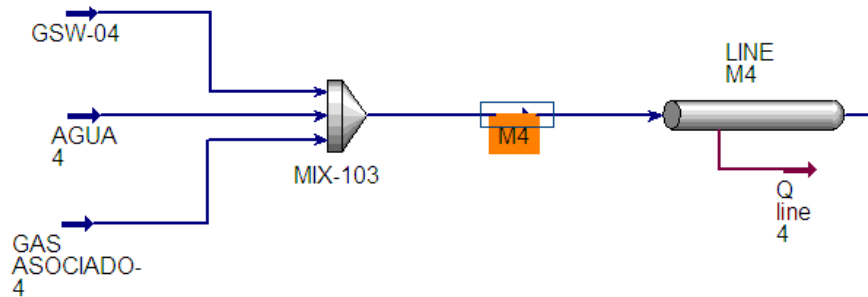 GSW-04
AGUA
4
GAS
ASOCIADO-
4
MIX-103
M4
LINE
M4
Q
line
4